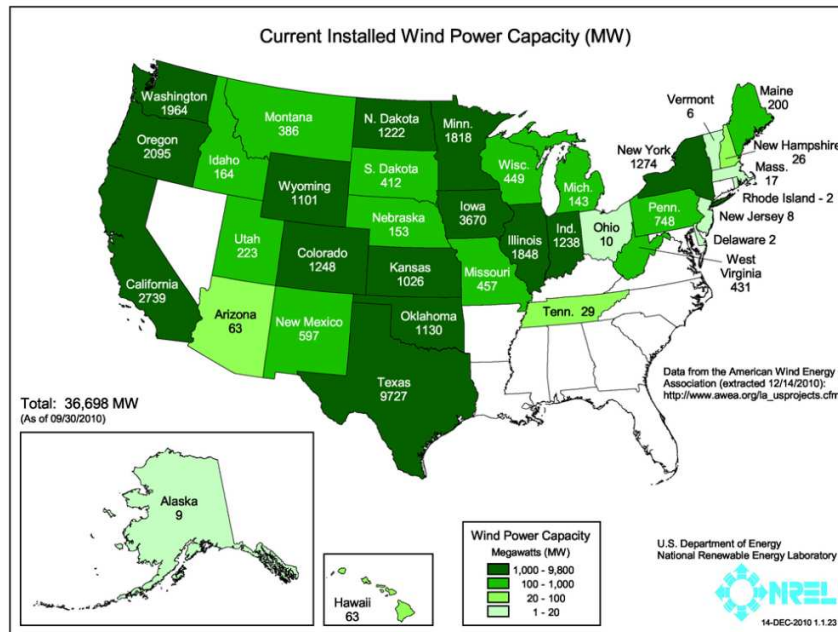 Current Installed Wind Power Capacity (MW)
Washington
1964
Oregon
2095
California
2739
Idaho
164
Montana
386
Wyoming
1101
Utah
223
Colorado
1248
Arizona
63
New Mexico
597
N. Dakota
1222
S. Dakota
412
Nebraska
153
Kansas
1026
Oklahoma
1130
Texas
9727
Minn.
1818
Iowa
3670
Missouri
457
Wisc.
449
Illinois
1848
Mich.
143
Ind.
1238
Ohio
10
Tenn. 29
Vermont
6
Maine
200
New York
1274
New Hampshire
26
Mass.
17
Rhode Island - 2
Penn.
748
New Jersey 8
Delaware 2
West
Virginia
431
Data from the American Wind Energy
Association (extracted 12/14/2010):
http://www.awea.org/la_usprojects.cfm
Total: 36,698 MW
(As of 09/30/2010)
Alaska
9
Hawaii
63
Wind Power Capacity
Megawatts (MW)
1,000 - 9,800
100 - 1,000
20 - 100
1 - 20
U.S. Department of Energy
National Renewable Energy Laboratory
NREL
14-DEC-2010 1.1.23